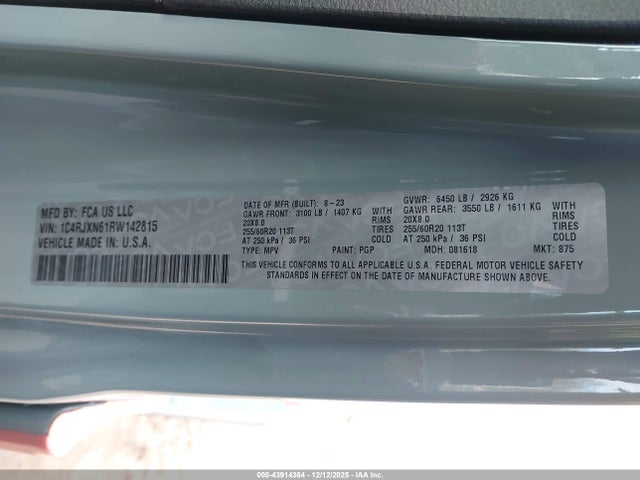 MFD BY: FCA US LLC
VIN: 1C4RJXN61RW142815
VEHICLE MADE IN U.S.A.
DATE OF MFR (BUILT): 8-23
GAWR FRONT: 3100 LB / 1407 KG WITH
20X8.0 RIMS
255/60R20 113T TIRES
AT 250 kPa / 36 PSI COLD
TYPE: MPV PAINT: PGP
GVWR: 6450 LB / 2926 KG
GAWR REAR: 3550 LB / 1611 KG WITH
20X8.0 RIMS
255/60R20 113T TIRES
AT 250 kPa / 36 PSI COLD
MDH: 081618 MKT: 875
THIS VEHICLE CONFORMS TO ALL APPLICABLE U.S.A. FEDERAL MOTOR VEHICLE SAFETY
STANDARDS IN EFFECT ON THE DATE OF MANUFACTURE SHOWN ABOVE.
000-43914364 • 12/12/2025 • IAAI.COM